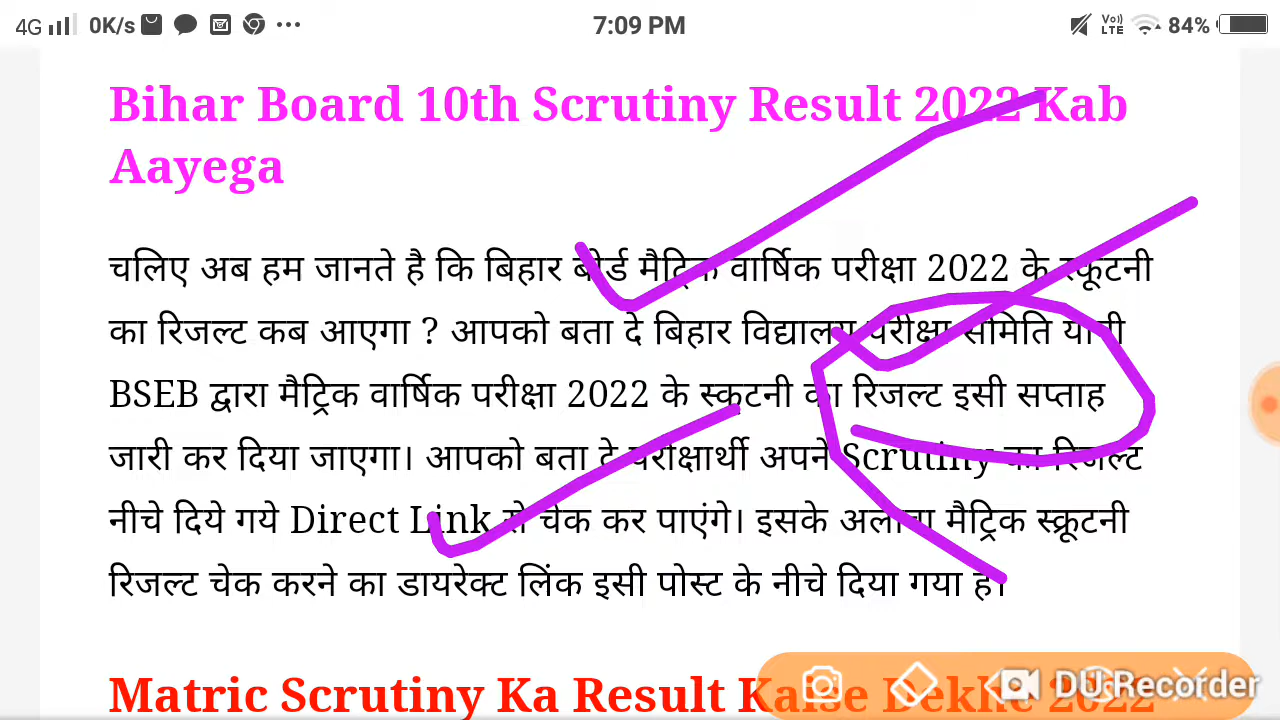 4G 0K/s 7:09 PM Vo)) LTE 84%
Bihar Board 10th Scrutiny Result 2022 Kab
Aayega
चलिए अब हम जानते है कि बिहार बोर्ड मैट्रिक वार्षिक परीक्षा 2022 के स्कूटनी
का रिजल्ट कब आएगा ? आपको बता दे बिहार विद्यालय परीक्षा समिति यानी
BSEB द्वारा मैट्रिक वार्षिक परीक्षा 2022 के स्कूटनी का रिजल्ट इसी सप्ताह
जारी कर दिया जाएगा। आपको बता दे परीक्षार्थी अपने Scrutiny का रिजल्ट
नीचे दिये गये Direct Link से चेक कर पाएंगे। इसके अलावा मैट्रिक स्क्रूटनी
रिजल्ट चेक करने का डायरेक्ट लिंक इसी पोस्ट के नीचे दिया गया है।
Matric Scrutiny Ka Result Kaise Dekhe 2022
DU Recorder